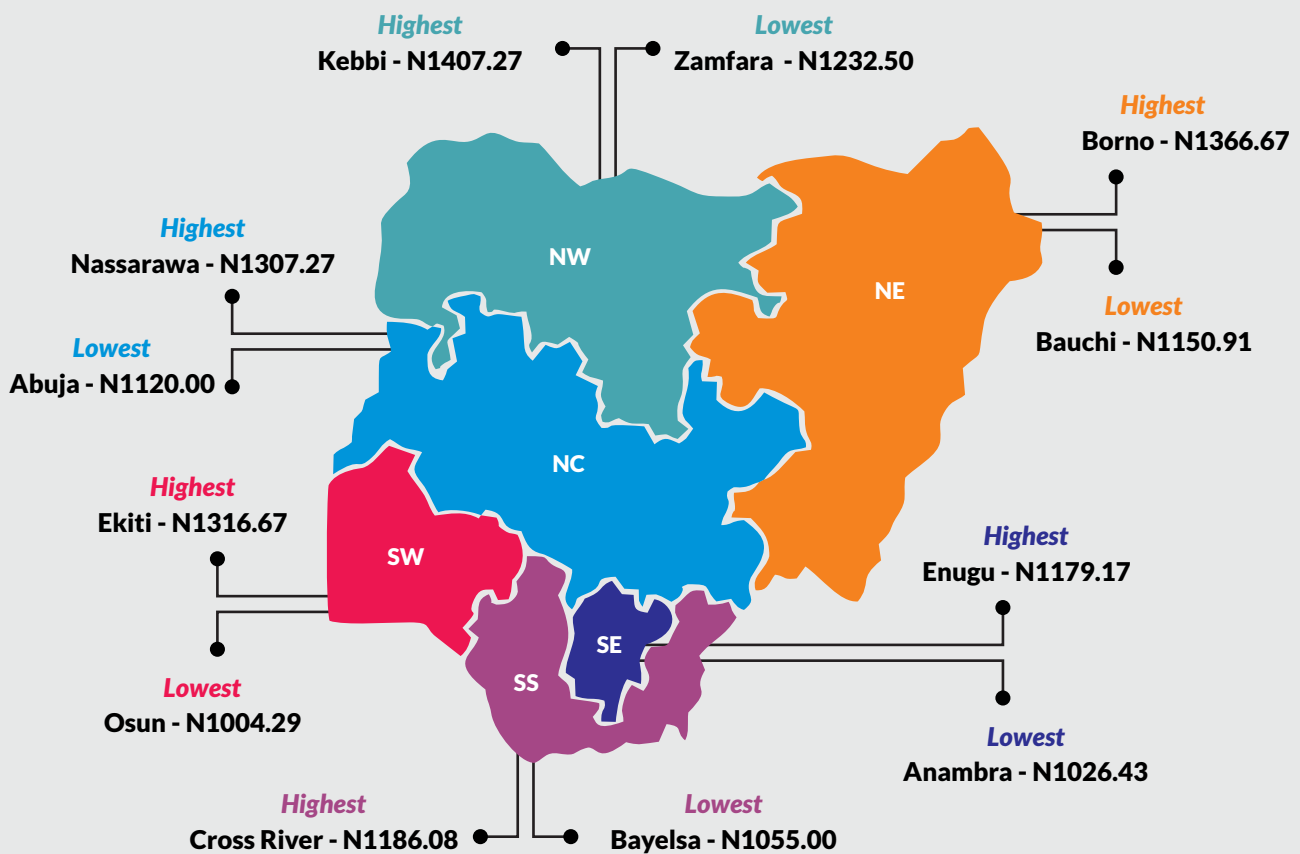 Highest
Kebbi - N1407.27
Lowest
Zamfara - N1232.50
Highest
Borno - N1366.67
Highest
Nassarawa - N1307.27
NW
NE
Lowest
Bauchi - N1150.91
Lowest
Abuja - N1120.00
NC
Highest
Ekiti - N1316.67
SW
Highest
Enugu - N1179.17
SE
SS
Lowest
Osun - N1004.29
Lowest
Anambra - N1026.43
Highest
Cross River - N1186.08
Lowest
Bayelsa - N1055.00